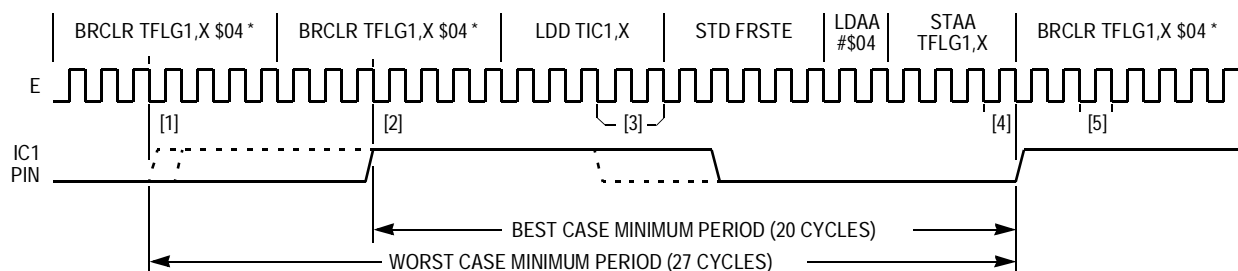 BRCLR TFLG1,X $04 * BRCLR TFLG1,X $04 * LDD TIC1,X STD FRSTE LDAA #$04 STAA TFLG1,X BRCLR TFLG1,X $04 *
E
[1] [2] [3] [4] [5]
IC1 PIN
BEST CASE MINIMUM PERIOD (20 CYCLES)
WORST CASE MINIMUM PERIOD (27 CYCLES)